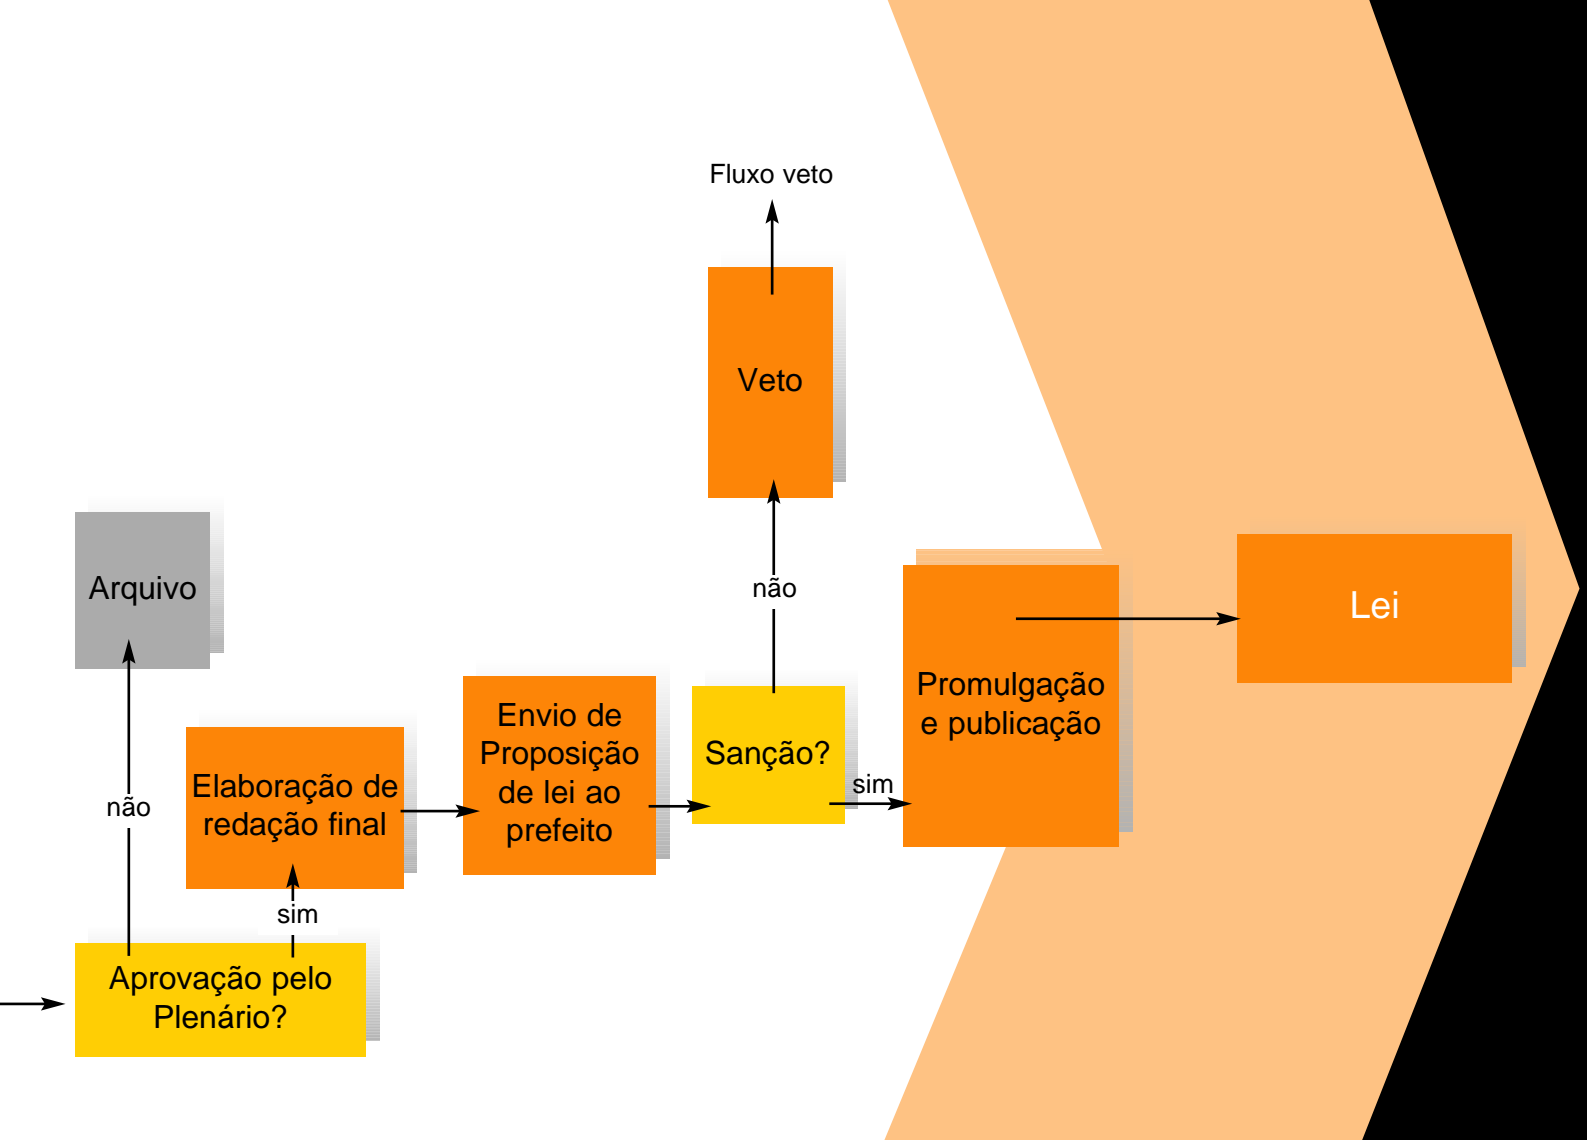 Fluxo veto
Veto
não
Arquivo
não
Elaboração de
redação final
sim
Aprovação pelo
Plenário?
Envio de
Proposição
de lei ao
prefeito
Sanção?
sim
Promulgação
e publicação
Lei